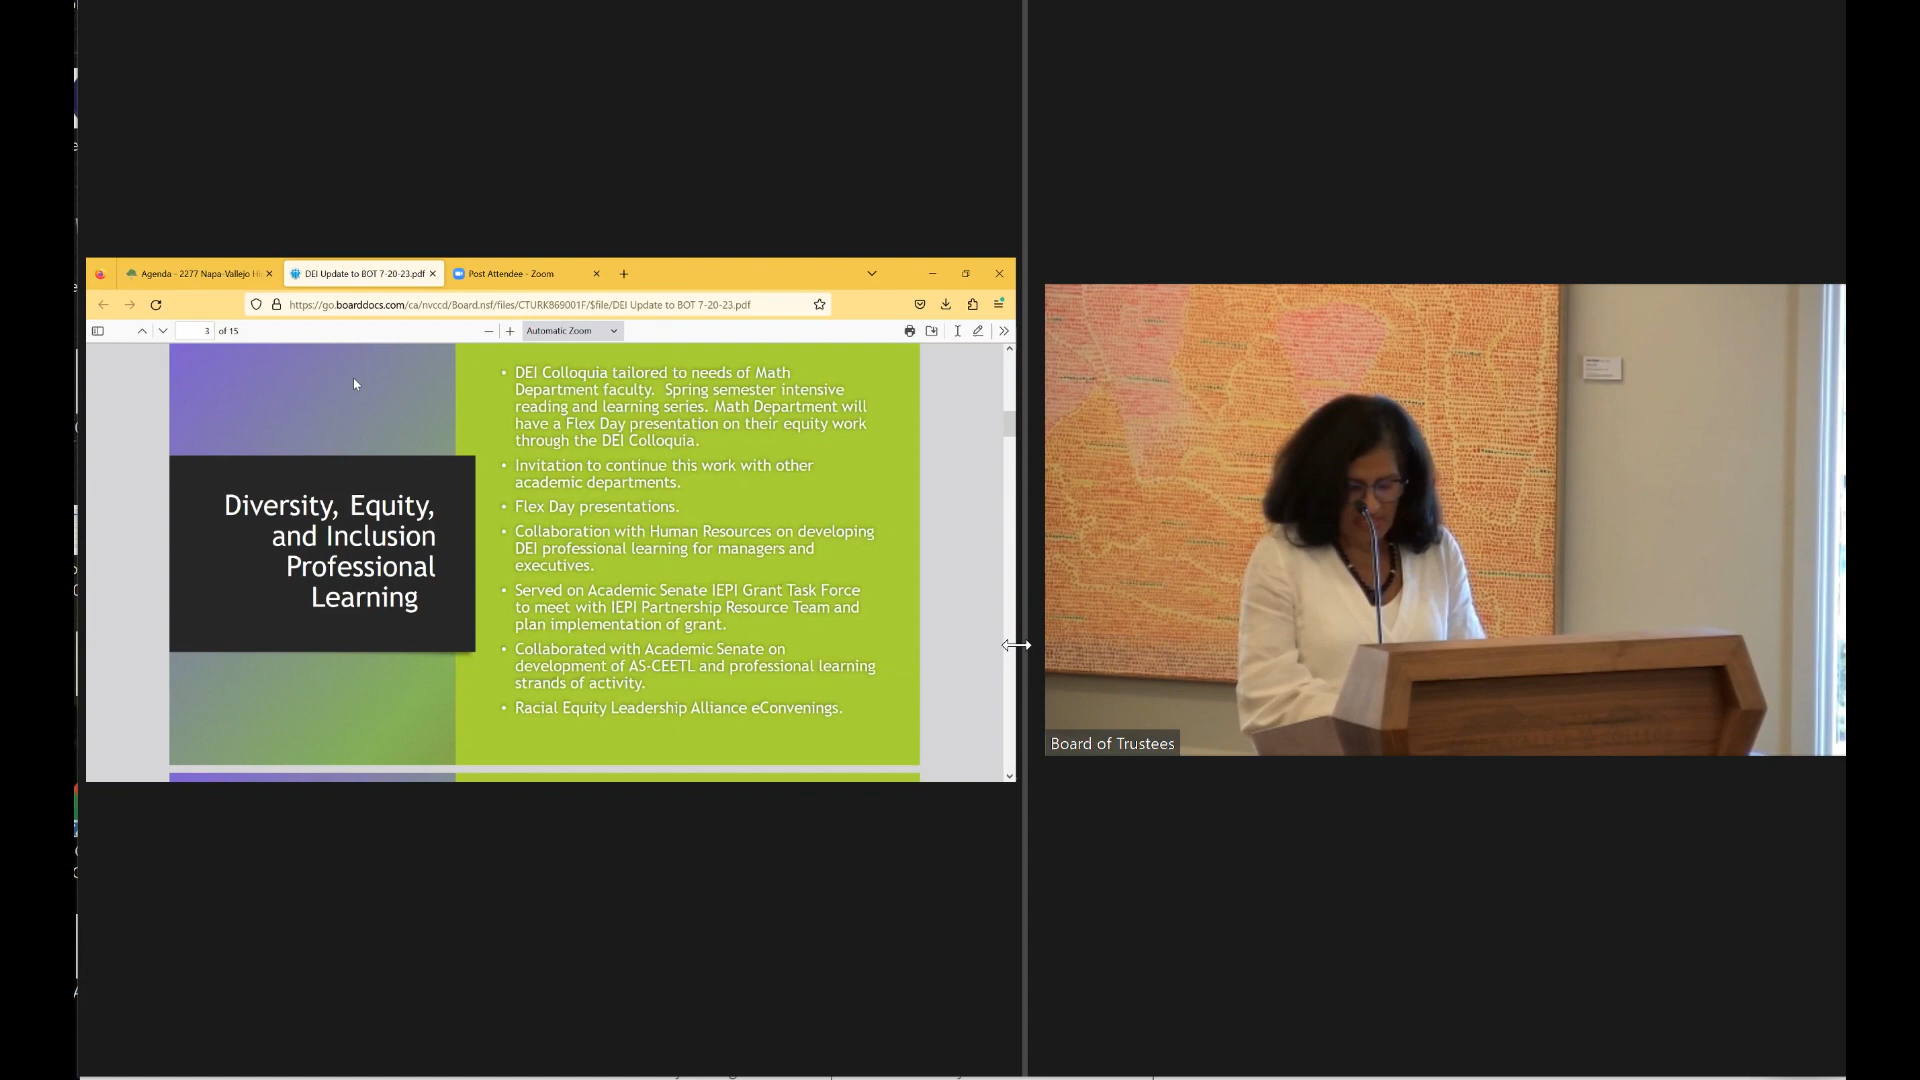 Agenda - 2277 Napa-Vallejo Hi
DEI Update to BOT 7-20-23.pdf
Post Attendee - Zoom
https://go.boarddocs.com/ca/nvccd/Board.nsf/files/CTURK869001F/$file/DEI Update to BOT 7-20-23.pdf
3 of 15
Automatic Zoom
Diversity, Equity,
and Inclusion
Professional
Learning
• DEI Colloquia tailored to needs of Math
Department faculty. Spring semester intensive
reading and learning series. Math Department will
have a Flex Day presentation on their equity work
through the DEI Colloquia.
• Invitation to continue this work with other
academic departments.
• Flex Day presentations.
• Collaboration with Human Resources on developing
DEI professional learning for managers and
executives.
• Served on Academic Senate IEPI Grant Task Force
to meet with IEPI Partnership Resource Team and
plan implementation of grant.
• Collaborated with Academic Senate on
development of AS-CEETL and professional learning
strands of activity.
• Racial Equity Leadership Alliance eConvenings.
Board of Trustees